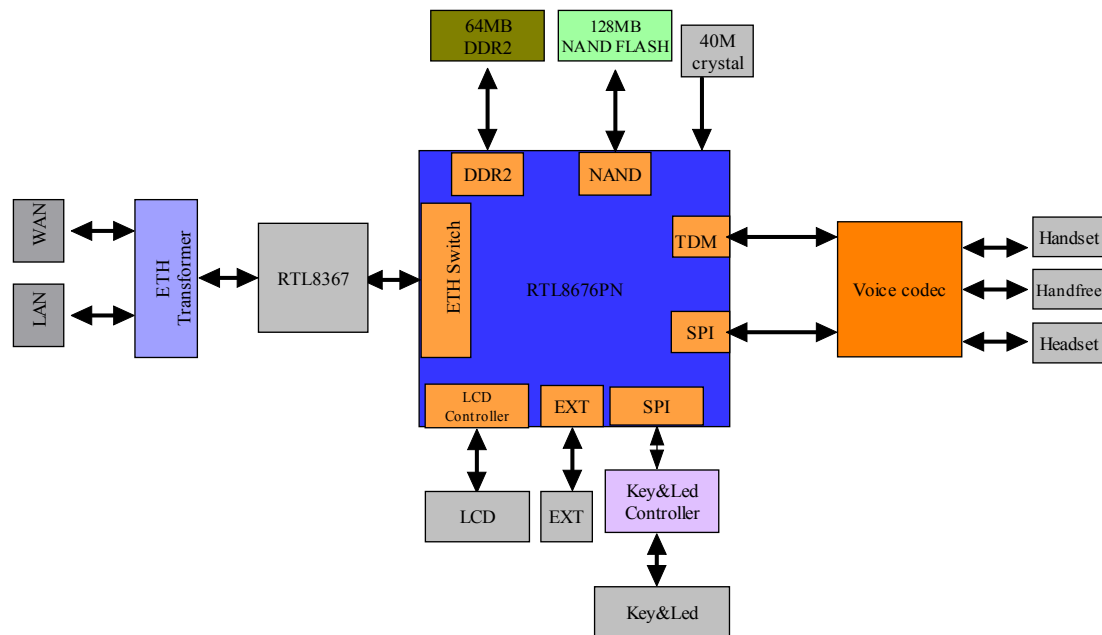 64MB
DDR2
128MB
NAND FLASH
40M
crystal
DDR2
NAND
WAN
LAN
ETH
Transformer
RTL8367
ETH Switch
RTL8676PN
TDM
SPI
Voice codec
Handset
Handfree
Headset
LCD
Controller
EXT
SPI
LCD
EXT
Key&Led
Controller
Key&Led